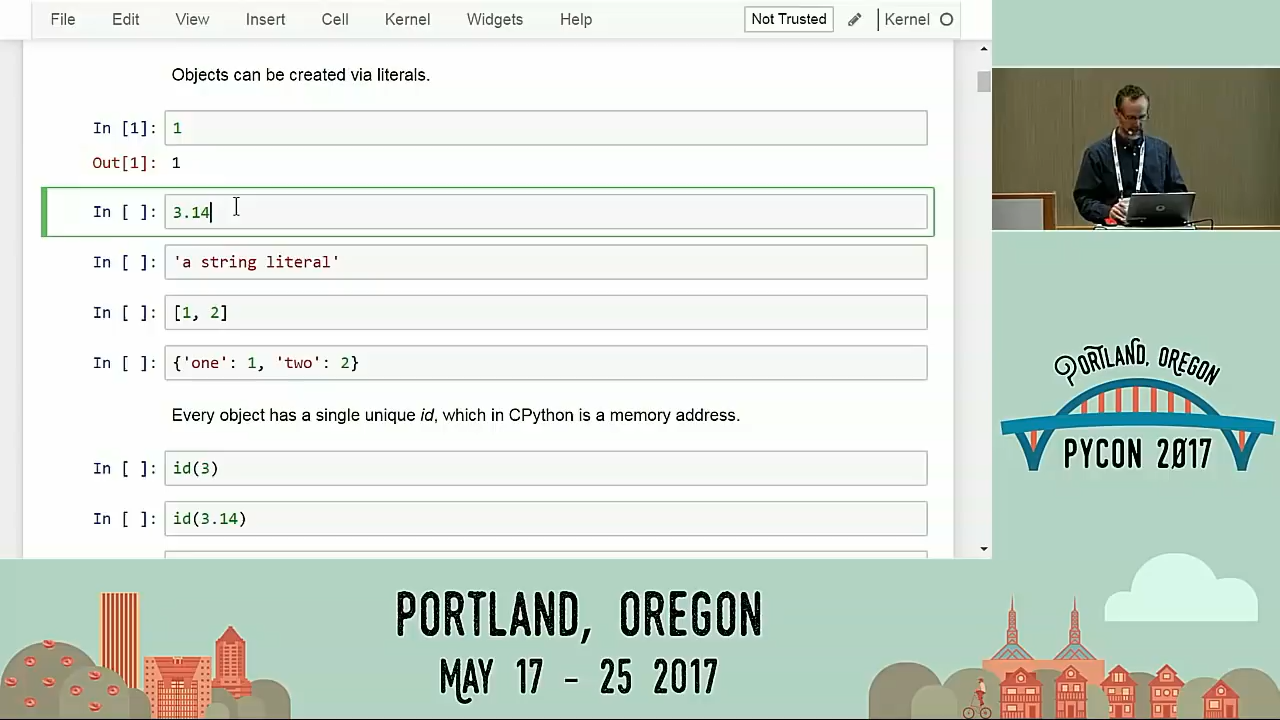 File Edit View Insert Cell Kernel Widgets Help Not Trusted Kernel
Objects can be created via literals.
In [1]: 1
Out[1]: 1
In [ ]: 3.14
In [ ]: 'a string literal'
In [ ]: [1, 2]
In [ ]: {'one': 1, 'two': 2}
Every object has a single unique id, which in CPython is a memory address.
In [ ]: id(3)
In [ ]: id(3.14)
PORTLAND, OREGON
PYCON 2017
PORTLAND, OREGON
MAY 17 - 25 2017